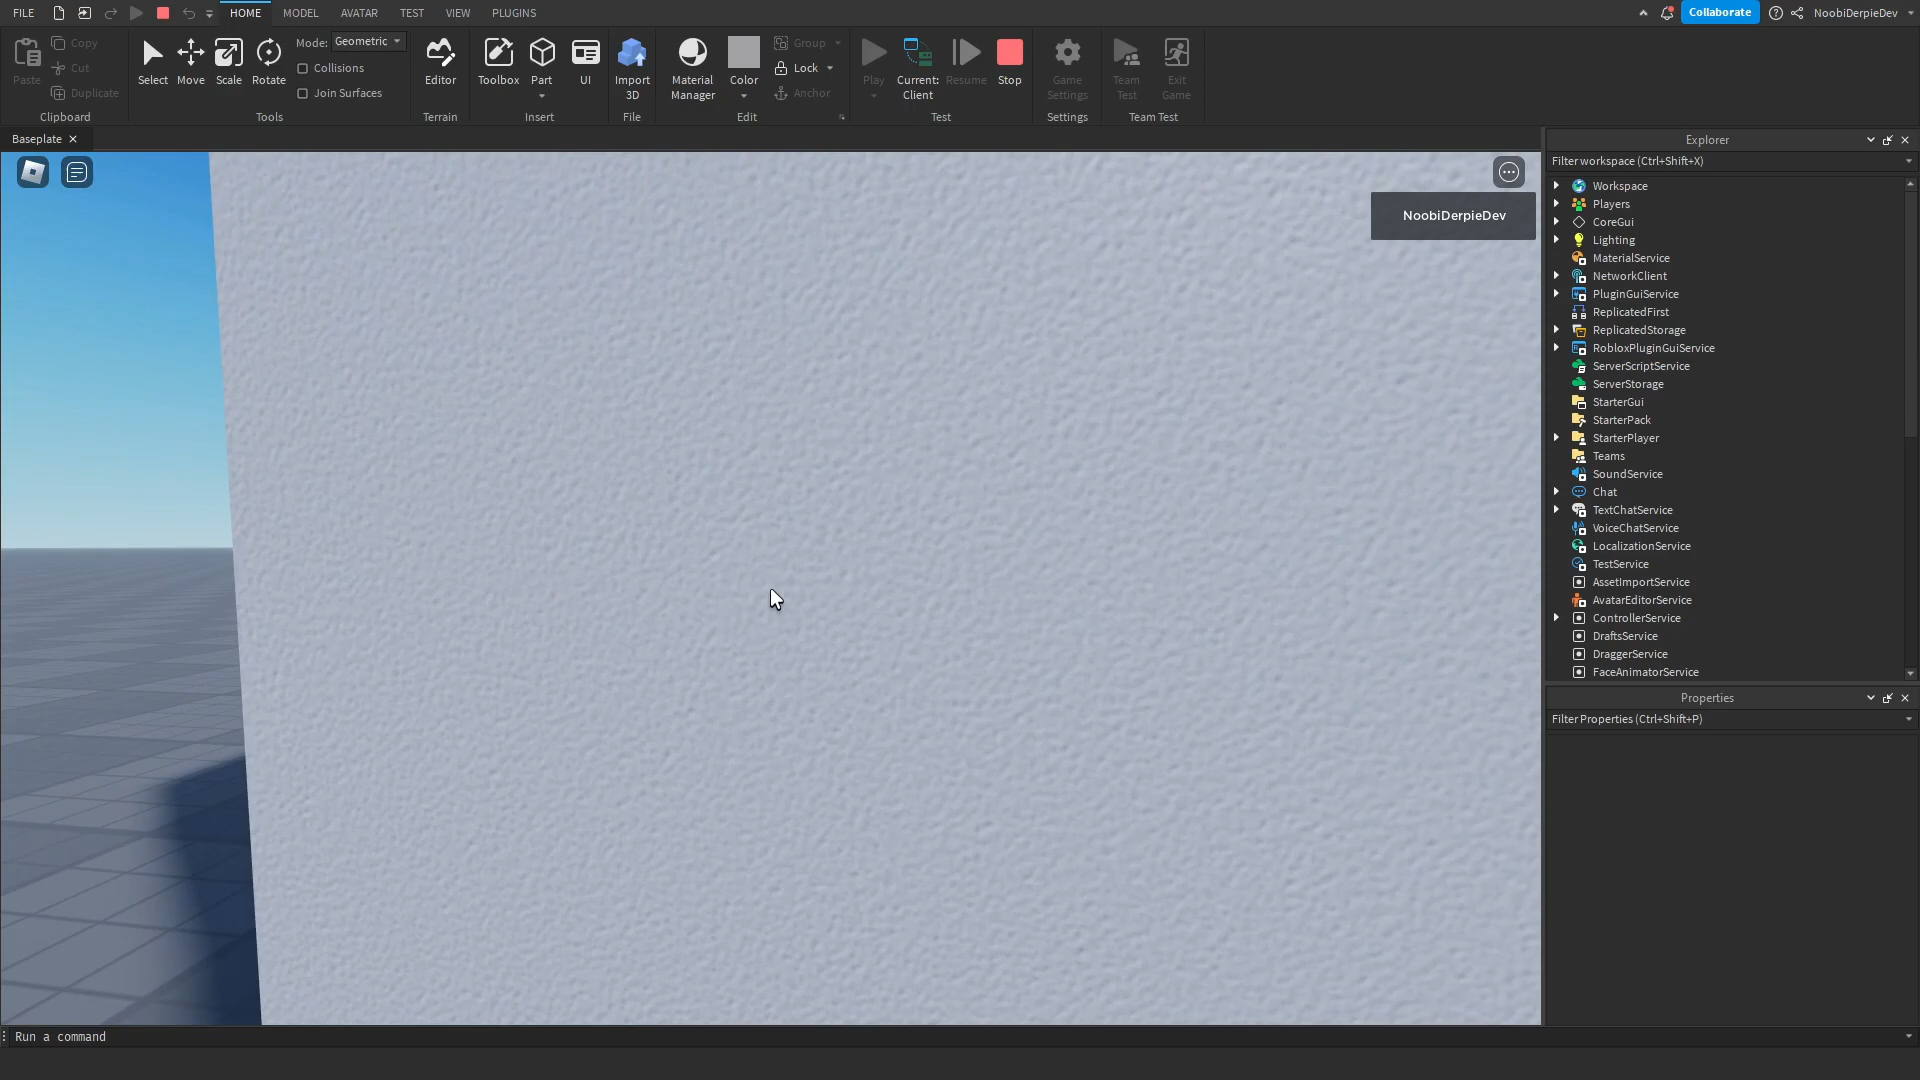 FILE HOME MODEL AVATAR TEST VIEW PLUGINS Collaborate NoobiDerpieDev
Paste Copy Cut Duplicate
Clipboard
Select Move Scale Rotate Mode: Geometric
Collisions
Join Surfaces
Tools
Editor
Terrain
Toolbox Part UI
Insert
Import
3D
File
Material
Manager
Color
Group
Lock
Anchor
Edit
Play
Current:
Client
Resume
Stop
Test
Game
Settings
Settings
Team
Test
Exit
Game
Team Test
Baseplate
NoobiDerpieDev
Explorer
Filter workspace (Ctrl+Shift+X)
Workspace
Players
CoreGui
Lighting
MaterialService
NetworkClient
PluginGuiService
ReplicatedFirst
ReplicatedStorage
RobloxPluginGuiService
ServerScriptService
ServerStorage
StarterGui
StarterPack
StarterPlayer
Teams
SoundService
Chat
TextChatService
VoiceChatService
LocalizationService
TestService
AssetImportService
AvatarEditorService
ControllerService
DraftsService
DraggerService
FaceAnimatorService
Properties
Filter Properties (Ctrl+Shift+P)
Run a command